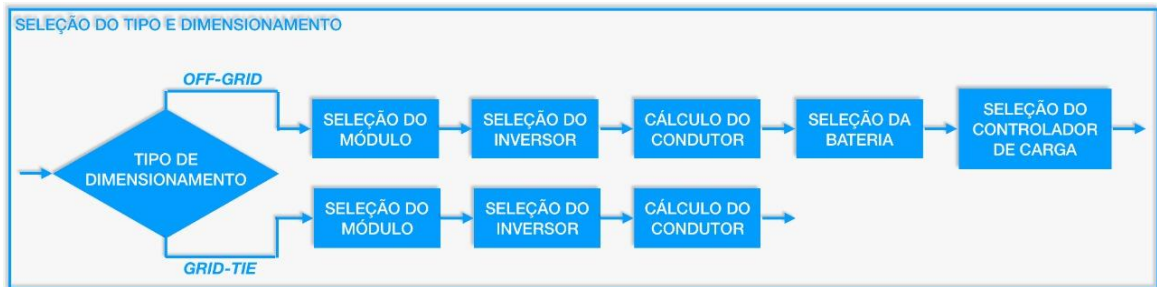 SELEÇÃO DO TIPO E DIMENSIONAMENTO
OFF-GRID
TIPO DE
DIMENSIONAMENTO
SELEÇÃO DO
MÓDULO
SELEÇÃO DO
INVERSOR
CÁLCULO DO
CONDUTOR
SELEÇÃO DA
BATERIA
SELEÇÃO DO
CONTROLADOR
DE CARGA
SELEÇÃO DO
MÓDULO
SELEÇÃO DO
INVERSOR
CÁLCULO DO
CONDUTOR
GRID-TIE